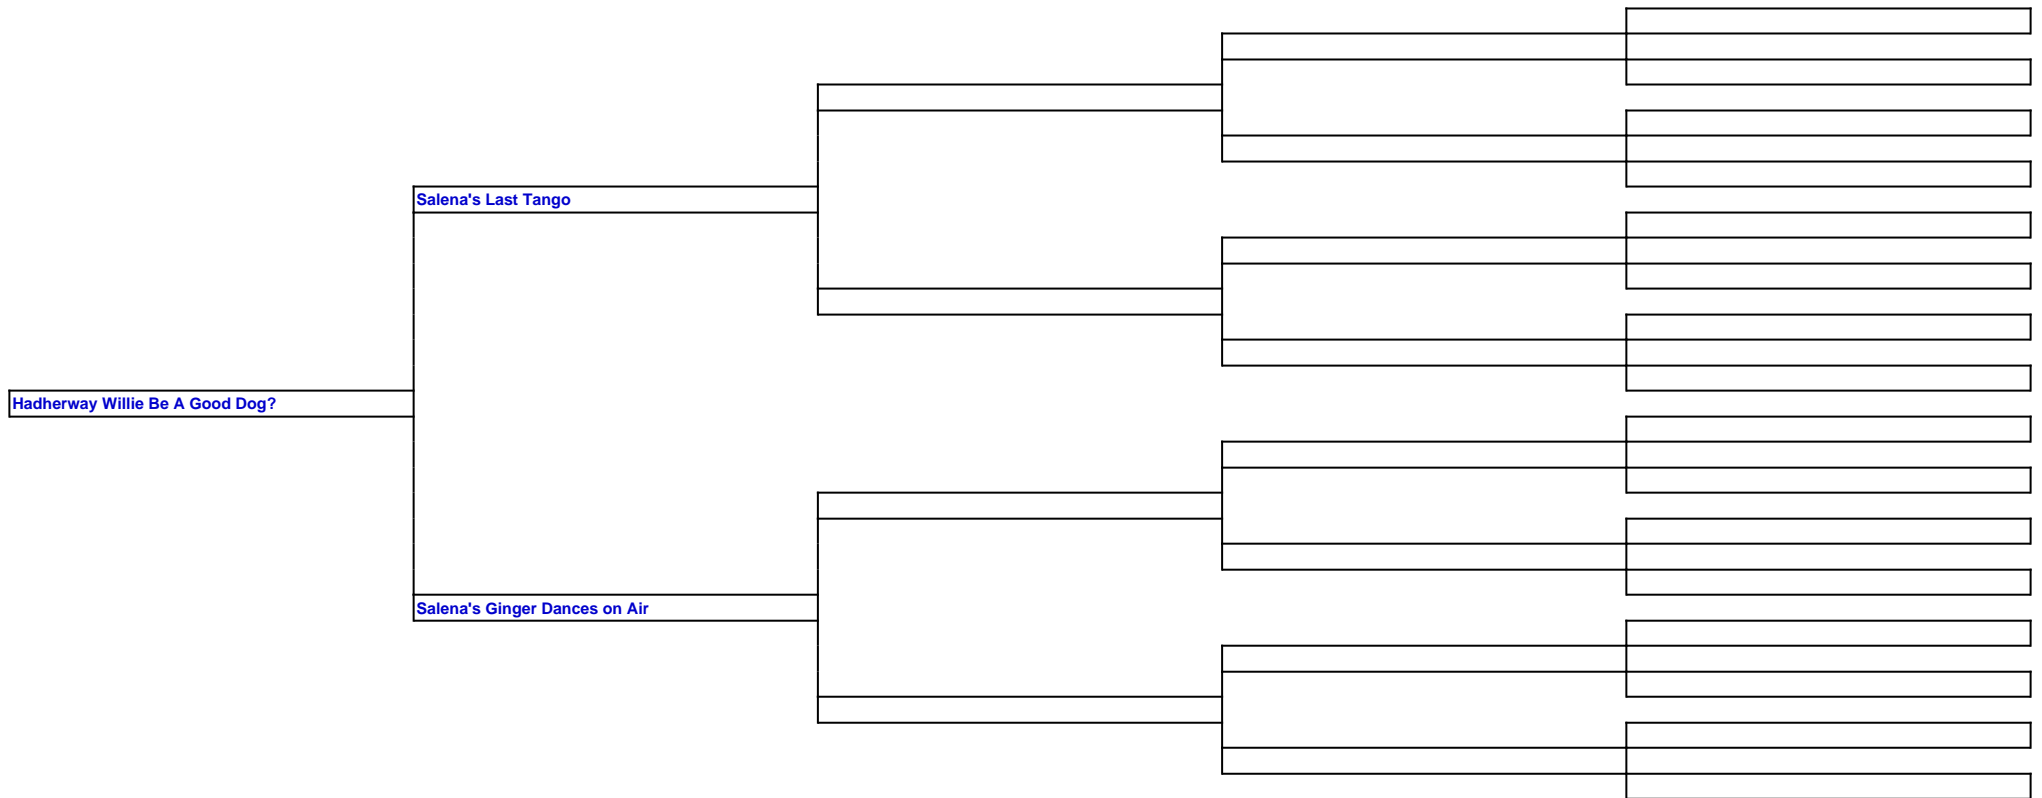 Salena's Last Tango
Hadherway Willie Be A Good Dog?
Salena's Ginger Dances on Air